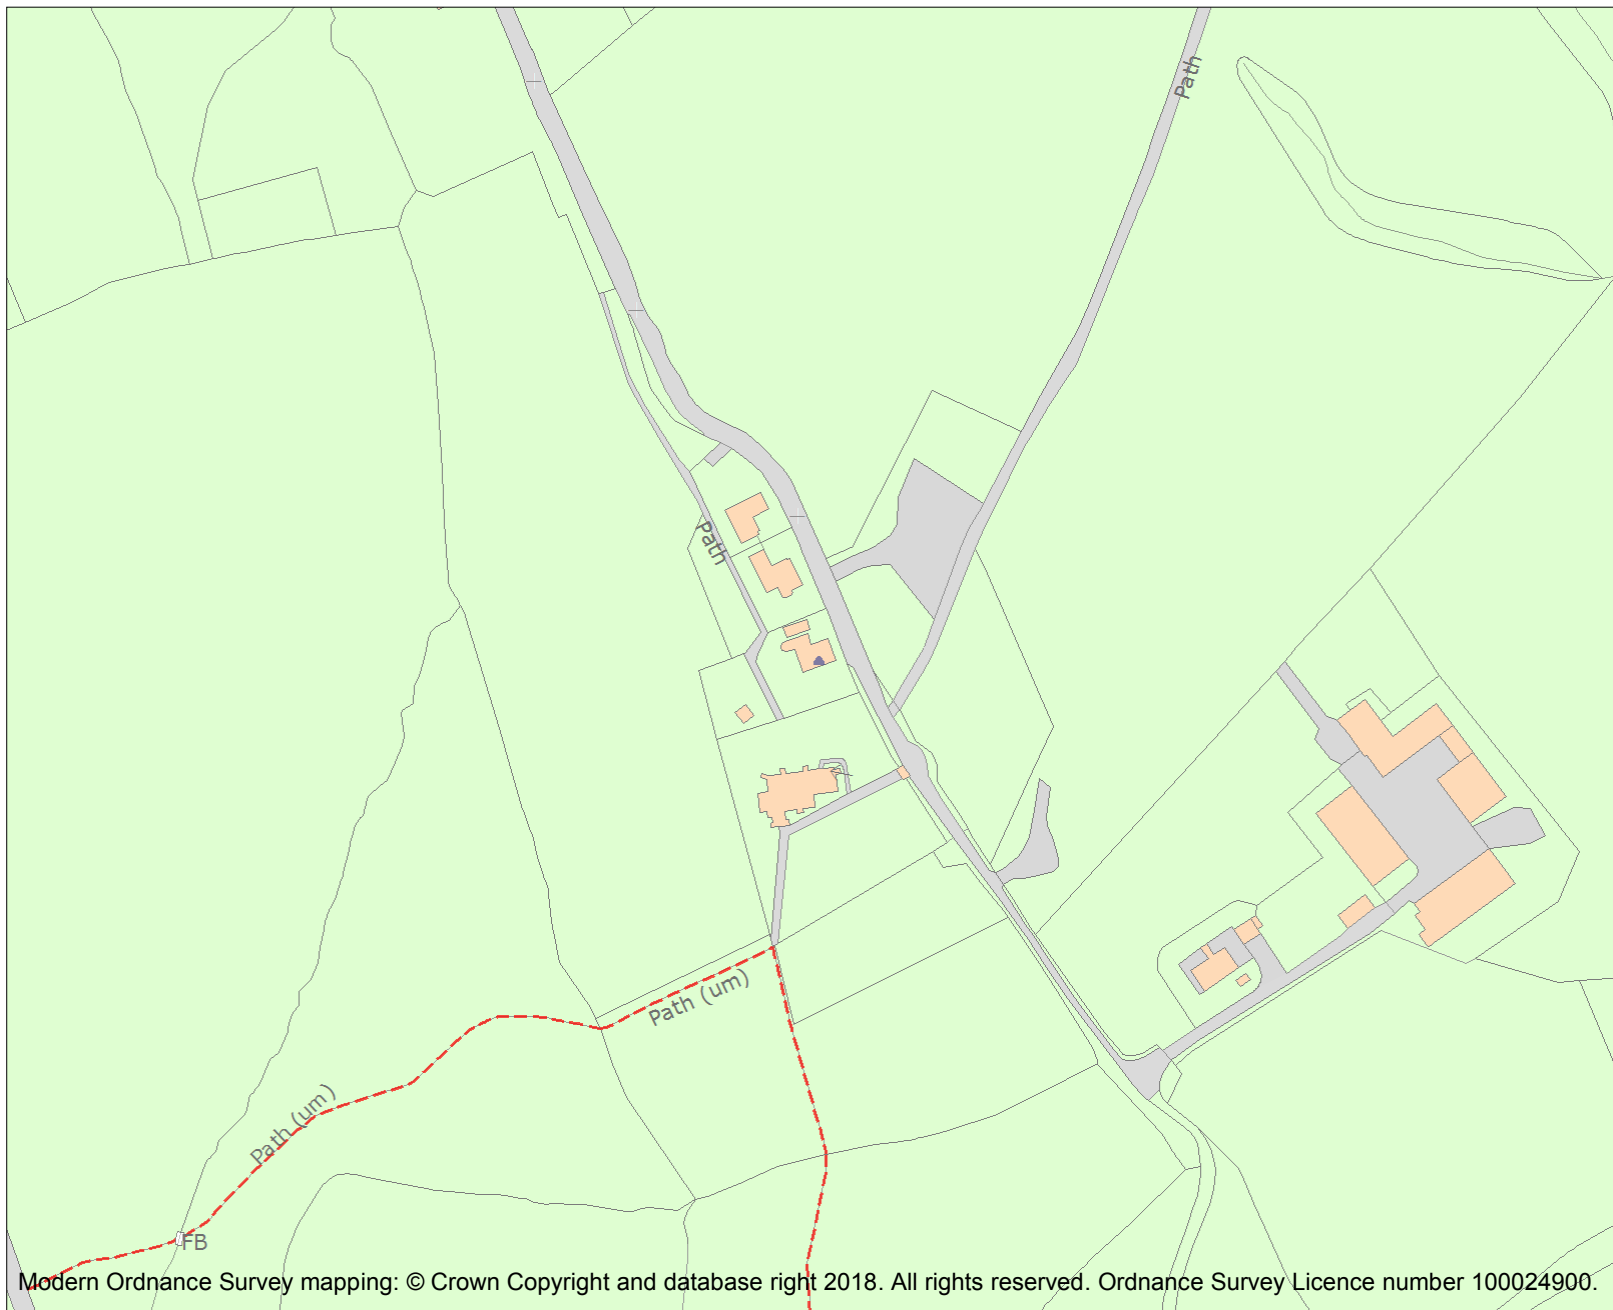 Path
Path
Path (um)
Path (um)
FB
Modern Ordnance Survey mapping: © Crown Copyright and database right 2018. All rights reserved. Ordnance Survey Licence number 100024900.